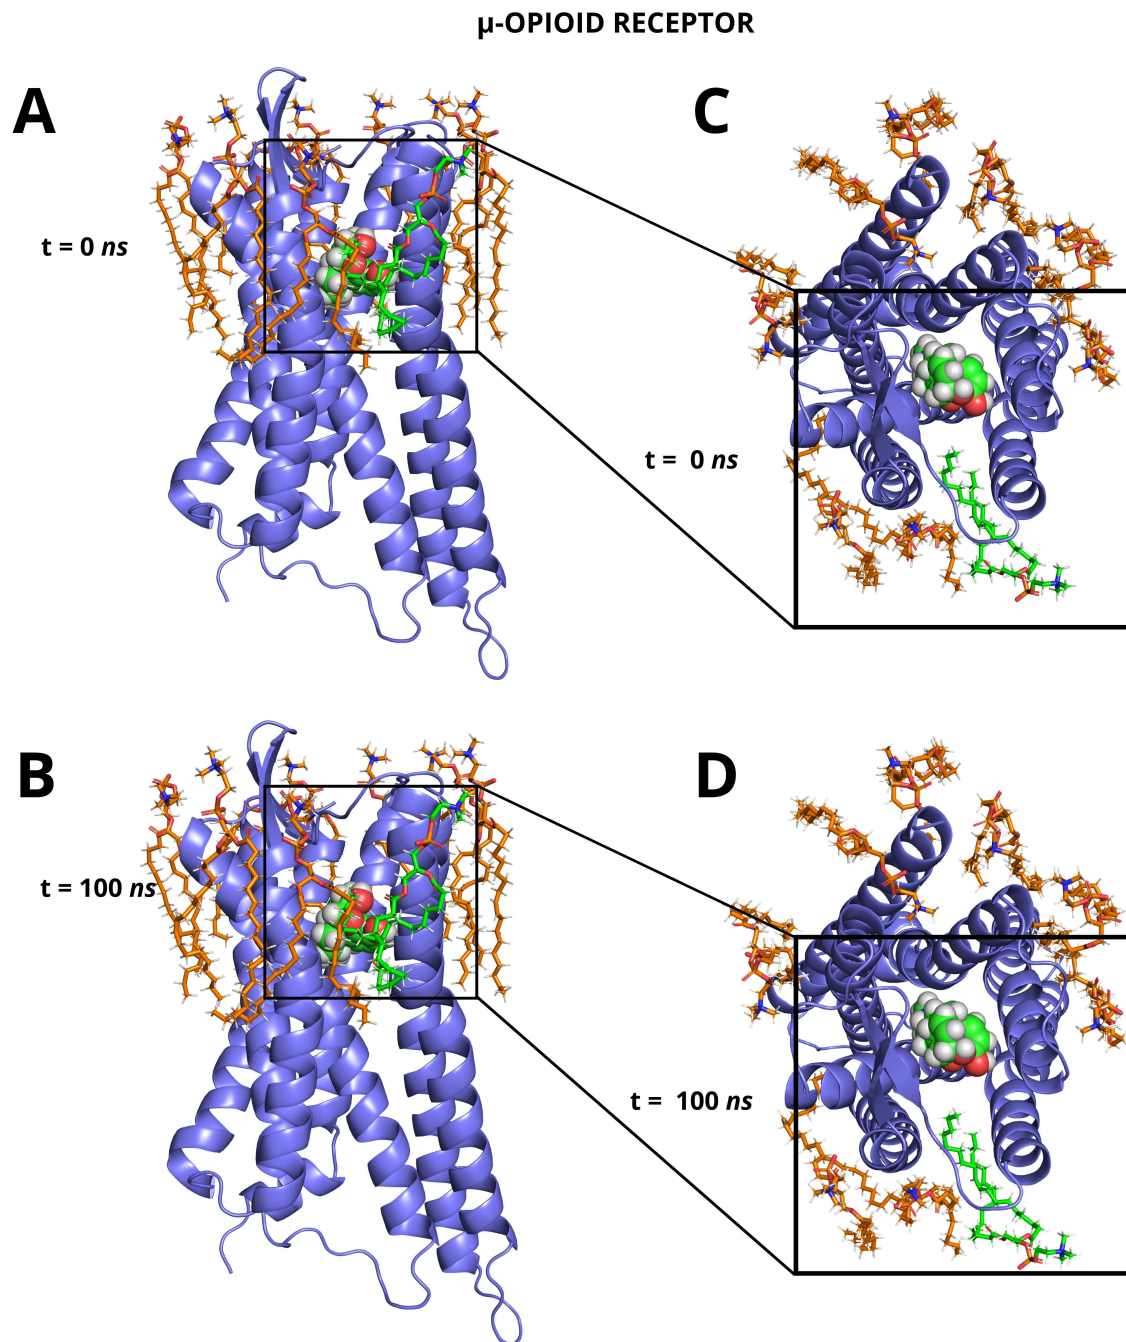 μ-OPIOID RECEPTOR
A
C
t = 0 ns
t = 0 ns
B
D
t = 100 ns
t = 100 ns